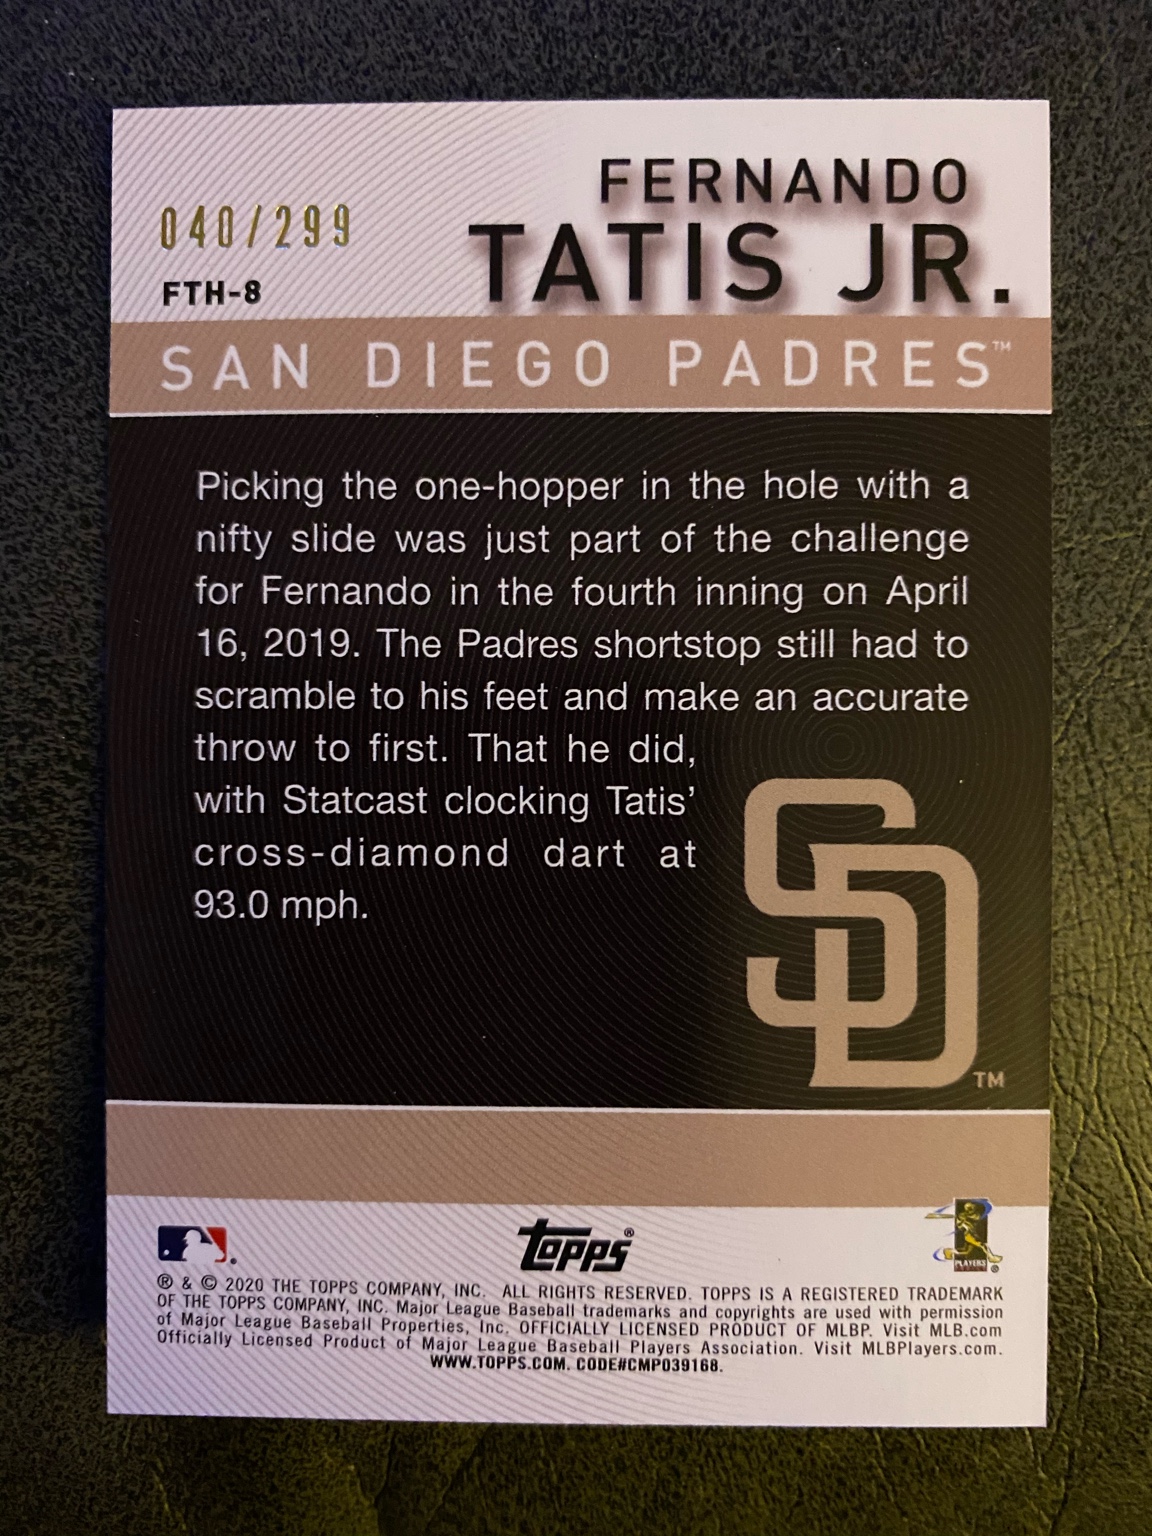 040/299
FTH-8
FERNANDO
TATIS JR.
SAN DIEGO PADRES™
Picking the one-hopper in the hole with a
nifty slide was just part of the challenge
for Fernando in the fourth inning on April
16, 2019. The Padres shortstop still had to
scramble to his feet and make an accurate
throw to first. That he did,
with Statcast clocking Tatis'
cross-diamond dart at
93.0 mph.
SD
TM
topps®
PLAYERS
®
® & © 2020 THE TOPPS COMPANY, INC. ALL RIGHTS RESERVED. TOPPS IS A REGISTERED TRADEMARK
OF THE TOPPS COMPANY, INC. Major League Baseball trademarks and copyrights are used with permission
of Major League Baseball Properties, Inc. OFFICIALLY LICENSED PRODUCT OF MLBP. Visit MLB.com
Officially Licensed Product of Major League Baseball Players Association. Visit MLBPlayers.com.
WWW.TOPPS.COM. CODE#CMP039168.